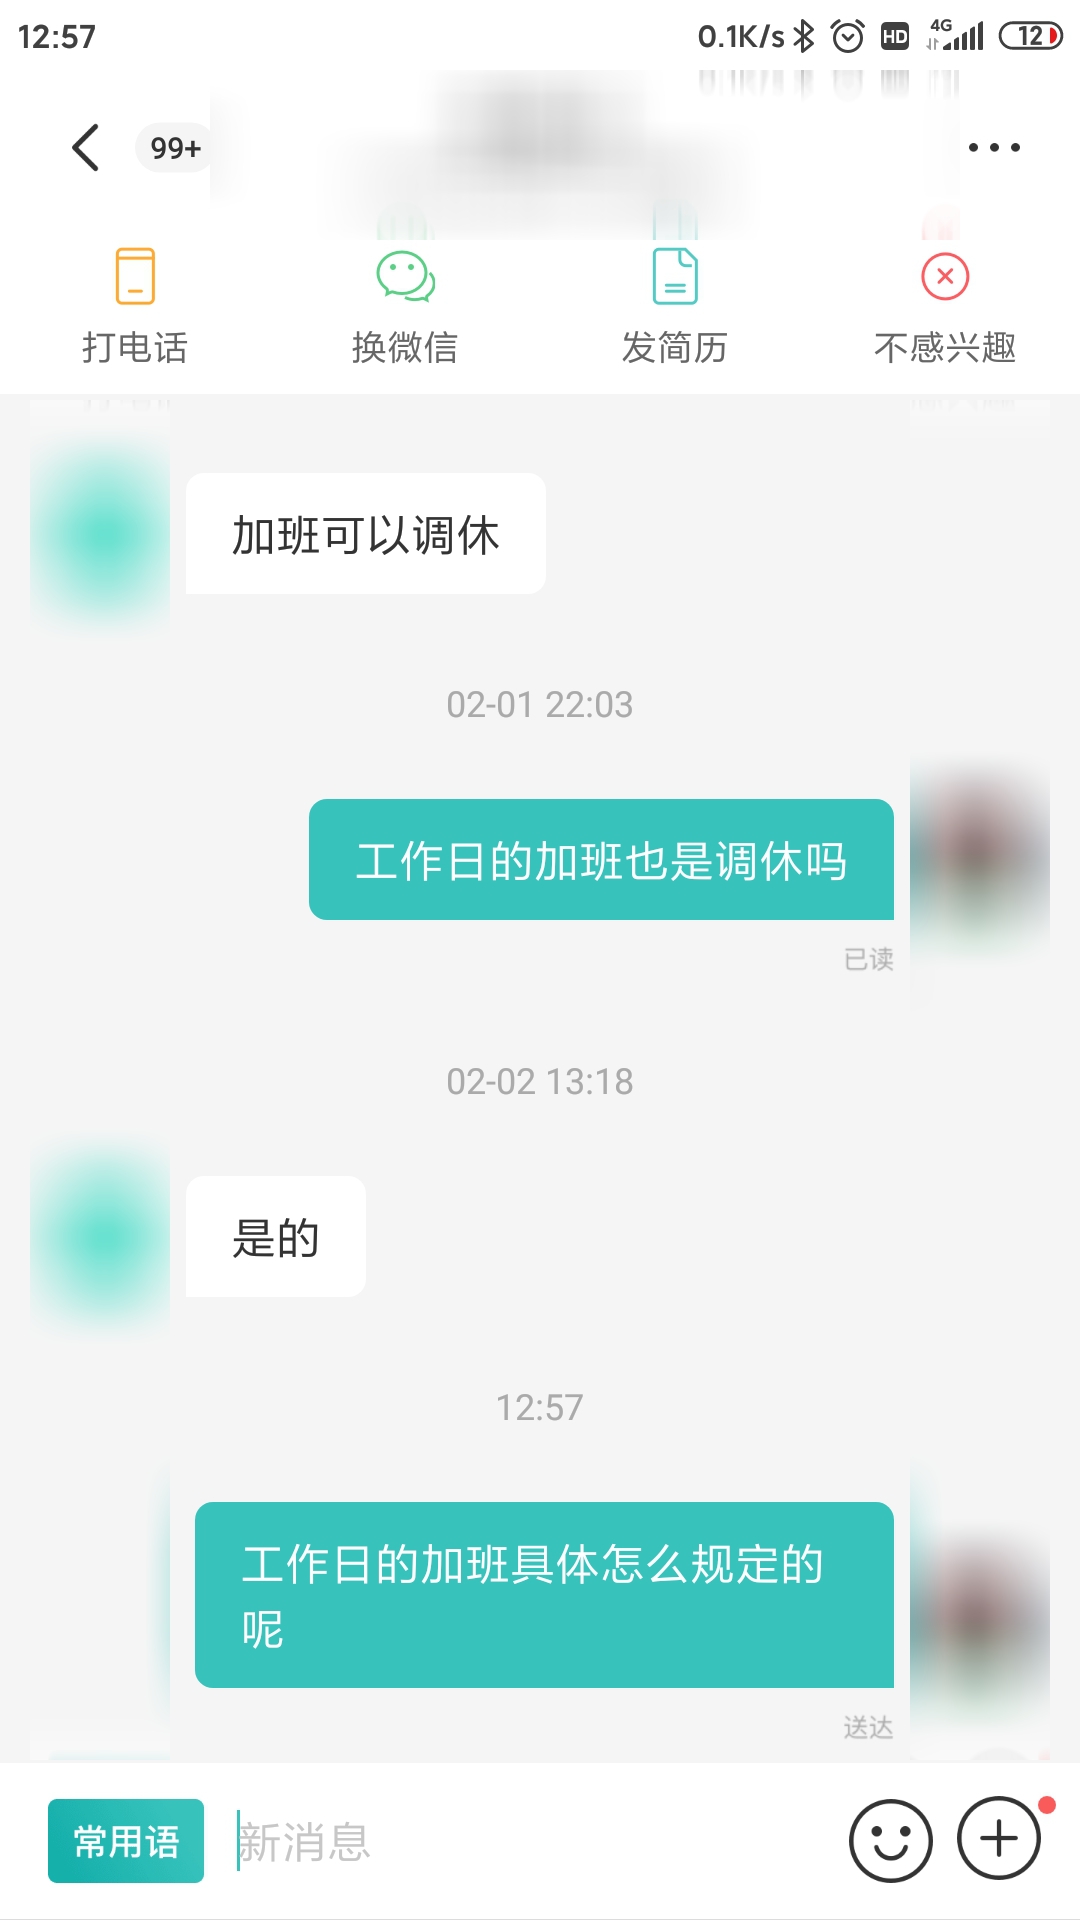 12:57
0.1K/s HD 4G 12
99+
打电话 换微信 发简历 不感兴趣
加班可以调休
02-01 22:03
工作日的加班也是调休吗
已读
02-02 13:18
是的
12:57
工作日的加班具体怎么规定的
呢
送达
常用语 新消息